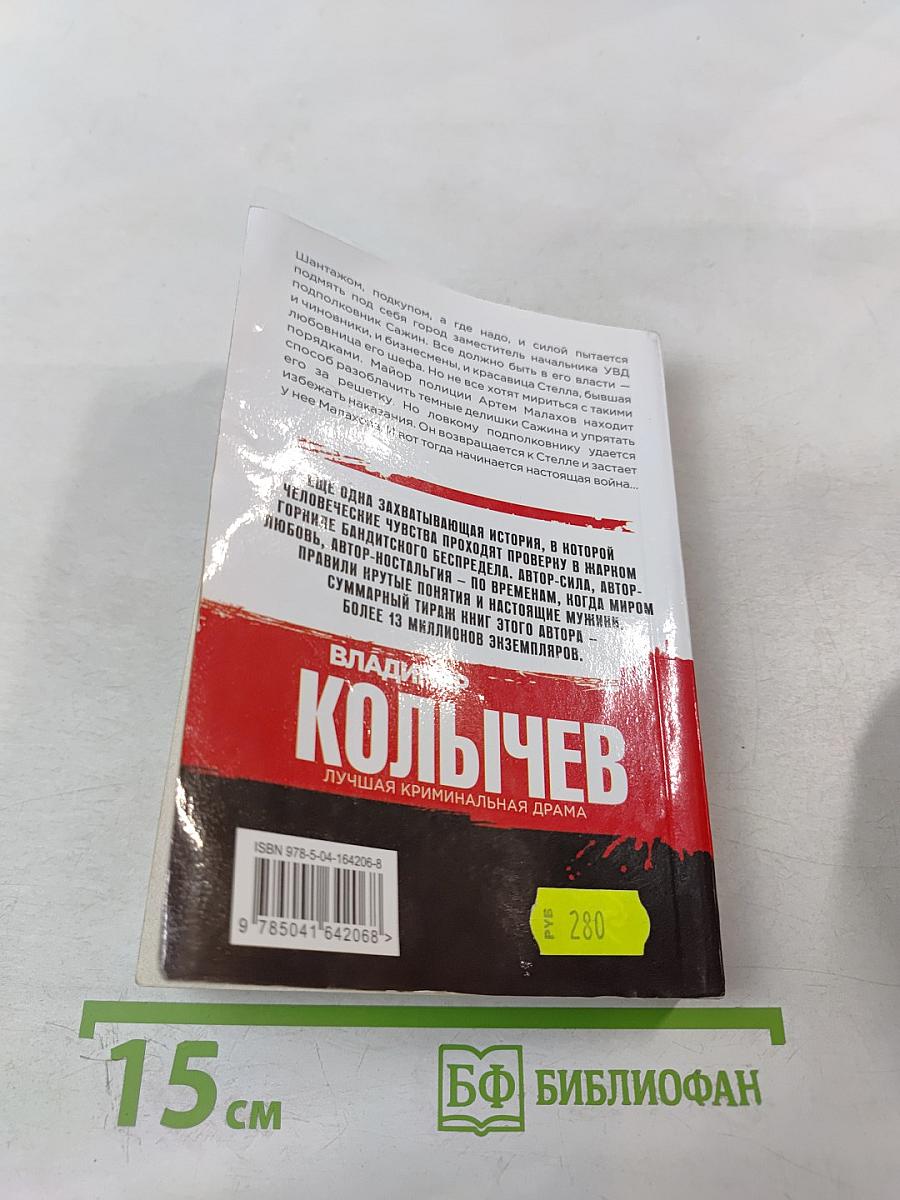 Шантажом, подкупом, а где надо, и силой пытается
подмять под себя город заместитель начальника УВД
подполковник Сажин. Все должно быть в его власти —
и чиновники, и бизнесмены, и красавица Стелла, бывшая
любовница его шефа. Но не все хотят мириться с такими
порядками. Майор полиции Артем Малахов находит
способ разоблачить темные делишки Сажина и упрятать
его за решетку. Но ловкому подполковнику удается
избежать наказания. Он возвращается к Стелле и застает
у нее Малахова. И вот тогда начинается настоящая война...
ЕЩЕ ОДНА ЗАХВАТЫВАЮЩАЯ ИСТОРИЯ, В КОТОРОЙ
ЧЕЛОВЕЧЕСКИЕ ЧУВСТВА ПРОХОДЯТ ПРОВЕРКУ В ЖАРКОМ
ГОРНИЛЕ БАНДИТСКОГО БЕСПРЕДЕЛА. АВТОР-СИЛА, АВТОР-
ЛЮБОВЬ, АВТОР-НОСТАЛЬГИЯ – ПО ВРЕМЕНАМ, КОГДА МИРОМ
ПРАВИЛИ КРУТЫЕ ПОНЯТИЯ И НАСТОЯЩИЕ МУЖИКИ.
СУММАРНЫЙ ТИРАЖ КНИГ ЭТОГО АВТОРА –
БОЛЕЕ 13 МИЛЛИОНОВ ЭКЗЕМПЛЯРОВ.
ВЛАДИМИР
КОЛЫЧЕВ
ЛУЧШАЯ КРИМИНАЛЬНАЯ ДРАМА
ISBN 978-5-04-164206-8
9 785041 642068 >
РУБ 280
15 см
БФ БИБЛИОФАН